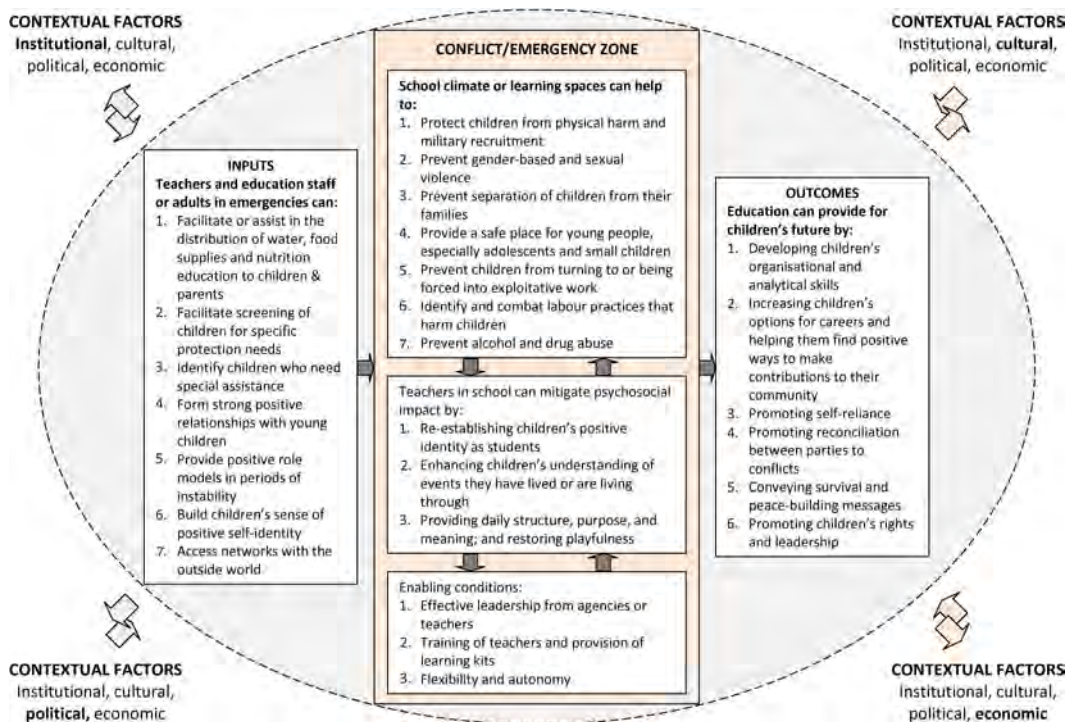 CONTEXTUAL FACTORS
Institutional, cultural,
political, economic
CONTEXTUAL FACTORS
Institutional, cultural,
political, economic
INPUTS
Teachers and education staff
or adults in emergencies can:
1. Facilitate or assist in the
distribution of water, food
supplies and nutrition
education to children &
parents
2. Facilitate screening of
children for specific
protection needs
3. Identify children who need
special assistance
4. Form strong positive
relationships with young
children
5. Provide positive role
models in periods of
instability
6. Build children's sense of
positive self-identity
7. Access networks with the
outside world
CONFLICT/EMERGENCY ZONE
School climate or learning spaces can help
to:
1. Protect children from physical harm and
military recruitment
2. Prevent gender-based and sexual
violence
3. Prevent separation of children from their
families
4. Provide a safe place for young people,
especially adolescents and small children
5. Prevent children from turning to or being
forced into exploitative work
6. Identify and combat labour practices that
harm children
7. Prevent alcohol and drug abuse
Teachers in school can mitigate psychosocial
impact by:
1. Re-establishing children's positive
identity as students
2. Enhancing children's understanding of
events they have lived or are living
through
3. Providing daily structure, purpose, and
meaning; and restoring playfulness
Enabling conditions:
1. Effective leadership from agencies or
teachers
2. Training of teachers and provision of
learning kits
3. Flexibility and autonomy
OUTCOMES
Education can provide for
children's future by:
1. Developing children's
organisational and
analytical skills
2. Increasing children's
options for careers and
helping them find positive
ways to make
contributions to their
community
3. Promoting self-reliance
4. Promoting reconciliation
between parties to
conflicts
5. Conveying survival and
peace-building messages
6. Promoting children's rights
and leadership
CONTEXTUAL FACTORS
Institutional, cultural,
political, economic
CONTEXTUAL FACTORS
Institutional, cultural,
political, economic